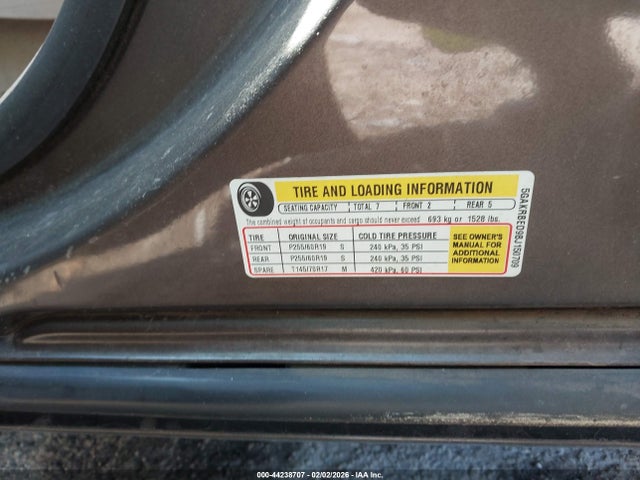 TIRE AND LOADING INFORMATION
SEATING CAPACITY TOTAL 7 FRONT 2 REAR 5
The combined weight of occupants and cargo should never exceed 693 kg or 1528 lbs.
TIRE ORIGINAL SIZE COLD TIRE PRESSURE
FRONT P255/60R19 S 240 kPa, 35 PSI
REAR P255/60R19 S 240 kPa, 35 PSI
SPARE T145/70R17 M 420 kPa, 60 PSI
SEE OWNER'S
MANUAL FOR
ADDITIONAL
INFORMATION
5GAKRBED9BJ150709
000-44238707 - 02/02/2026 - IAA Inc.